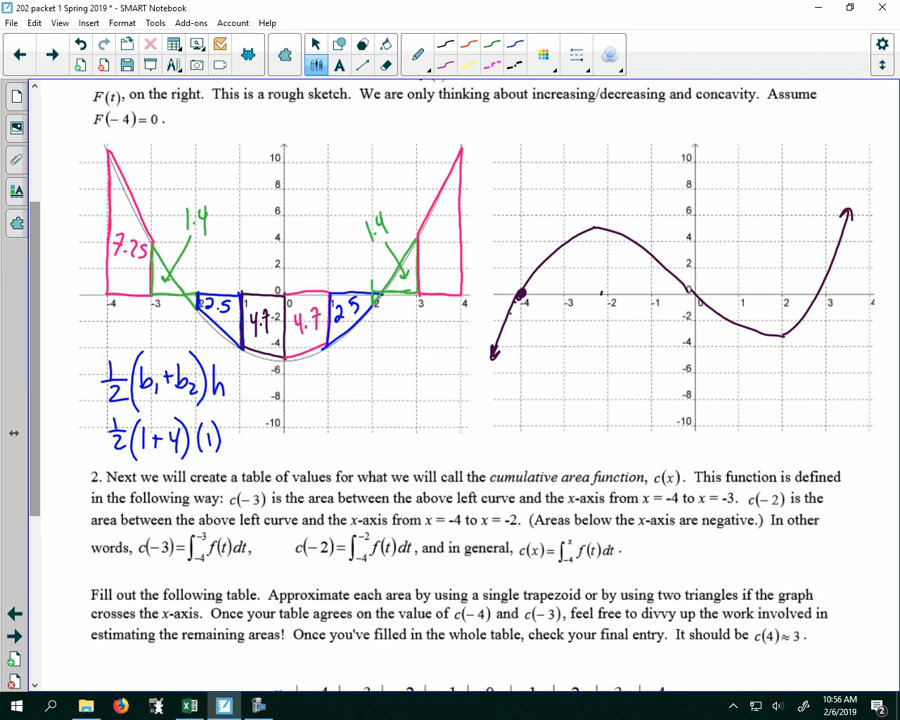 202 packet 1 Spring 2019 * - SMART Notebook
File Edit View Insert Format Tools Add-ons Account Help
F(t), on the right. This is a rough sketch. We are only thinking about increasing/decreasing and concavity. Assume
F(-4)=0.
10
8
6
4
2
0
-2
-4
-6
-8
-10
-4 -3 -2 -1 0 1 2 3 4
7.25
1.4
2.5
4.7
4.7
2.5
1.4
½(b₁+b₂)h
½(1+4)(1)
10
8
6
4
2
0
-2
-4
-6
-8
-10
-4 -3 -2 -1 0 1 2 3 4
2. Next we will create a table of values for what we will call the cumulative area function, c(x). This function is defined
in the following way: c(-3) is the area between the above left curve and the x-axis from x = -4 to x = -3. c(-2) is the
area between the above left curve and the x-axis from x = -4 to x = -2. (Areas below the x-axis are negative.) In other
words, c(-3)=∫₋₄⁻³ f(t)dt, c(-2)=∫₋₄⁻² f(t)dt, and in general, c(x)=∫₋₄ˣ f(t)dt.
Fill out the following table. Approximate each area by using a single trapezoid or by using two triangles if the graph
crosses the x-axis. Once your table agrees on the value of c(-4) and c(-3), feel free to divvy up the work involved in
estimating the remaining areas! Once you've filled in the whole table, check your final entry. It should be c(4)≈3.
10:56 AM
2/6/2019